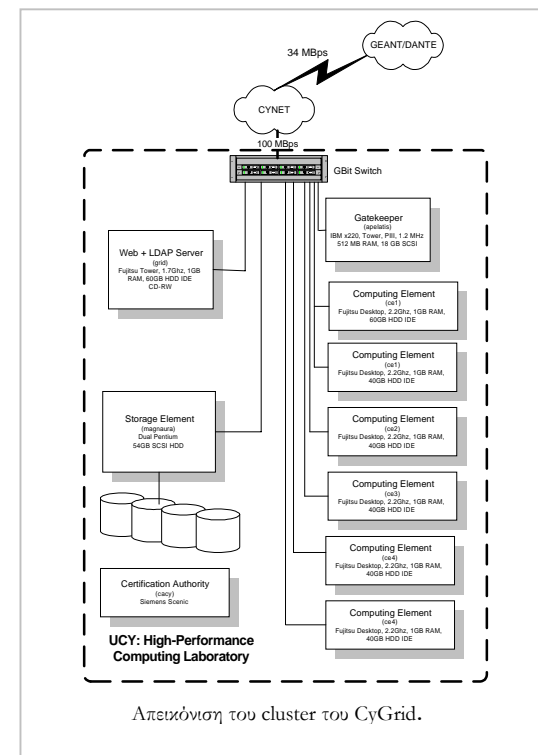 34 MBps
GEANT/DANTE
CYNET
100 MBps
GBit Switch
Gatekeeper
(apelatis)
IBM x220, Tower, PIII, 1.2 MHz
512 MB RAM, 18 GB SCSI
Web + LDAP Server
(grid)
Fujitsu Tower, 1.7Ghz, 1GB
RAM, 60GB HDD IDE
CD-RW
Computing Element
(ce1)
Fujitsu Desktop, 2.2Ghz, 1GB RAM,
60GB HDD IDE
Computing Element
(ce1)
Fujitsu Desktop, 2.2Ghz, 1GB RAM,
40GB HDD IDE
Storage Element
(magnaura)
Dual Pentium
54GB SCSI HDD
Computing Element
(ce2)
Fujitsu Desktop, 2.2Ghz, 1GB RAM,
40GB HDD IDE
Computing Element
(ce3)
Fujitsu Desktop, 2.2Ghz, 1GB RAM,
40GB HDD IDE
Computing Element
(ce4)
Fujitsu Desktop, 2.2Ghz, 1GB RAM,
40GB HDD IDE
Certification Authority
(cacy)
Siemens Scenic
Computing Element
(ce4)
Fujitsu Desktop, 2.2Ghz, 1GB RAM,
40GB HDD IDE
UCY: High-Performance
Computing Laboratory
Απεικόνιση του cluster του CyGrid.